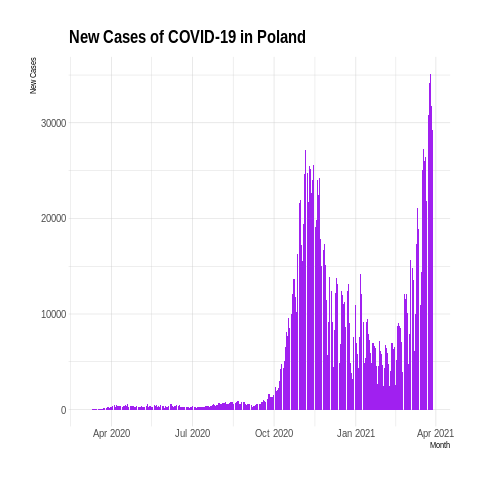 New Cases of COVID-19 in Poland
New Cases
30000
20000
10000
0
Apr 2020
Jul 2020
Oct 2020
Jan 2021
Apr 2021
Month